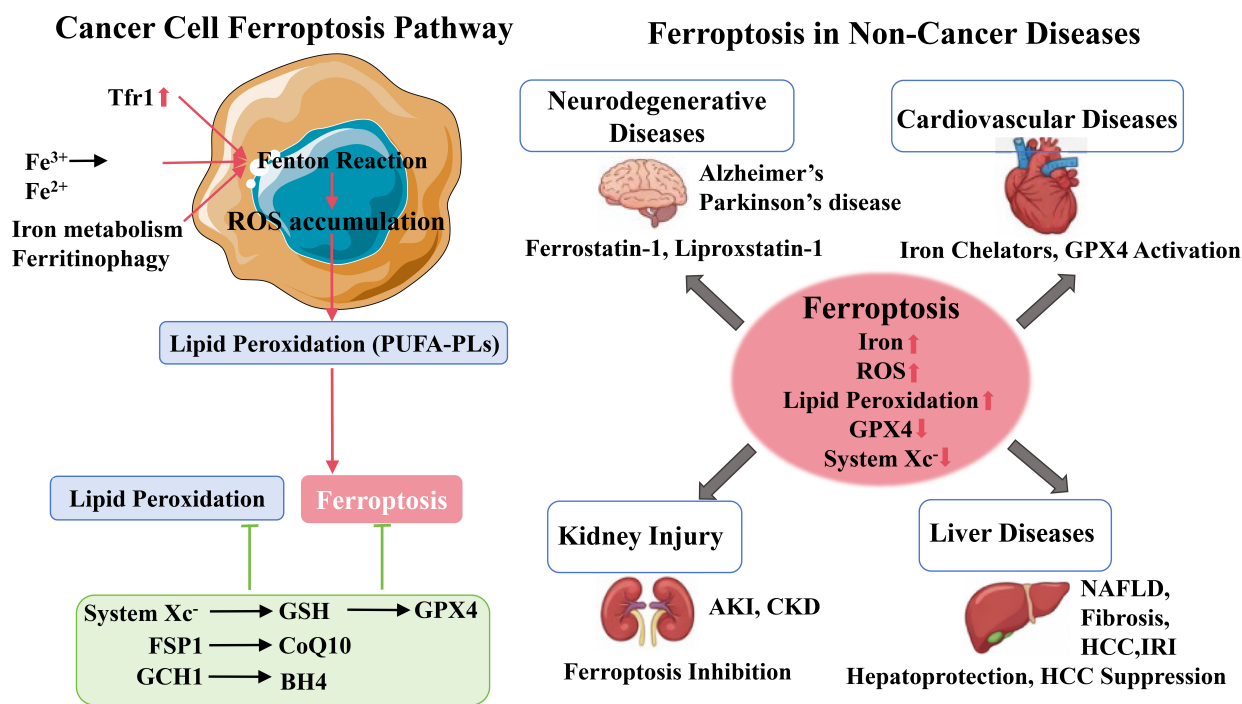 Cancer Cell Ferroptosis Pathway
Tfr1
Fe³⁺
Fe²⁺
Iron metabolism
Ferritinophagy
Fenton Reaction
ROS accumulation
Lipid Peroxidation (PUFA-PLs)
Lipid Peroxidation
Ferroptosis
System Xc⁻ GSH GPX4
FSP1 CoQ10
GCH1 BH4
Ferroptosis in Non-Cancer Diseases
Neurodegenerative
Diseases
Alzheimer’s
Parkinson’s disease
Ferrostatin-1, Liproxstatin-1
Cardiovascular Diseases
Iron Chelators, GPX4 Activation
Ferroptosis
Iron
ROS
Lipid Peroxidation
GPX4
System Xc⁻
Kidney Injury
AKI, CKD
Ferroptosis Inhibition
Liver Diseases
NAFLD,
Fibrosis,
HCC,IRI
Hepatoprotection, HCC Suppression